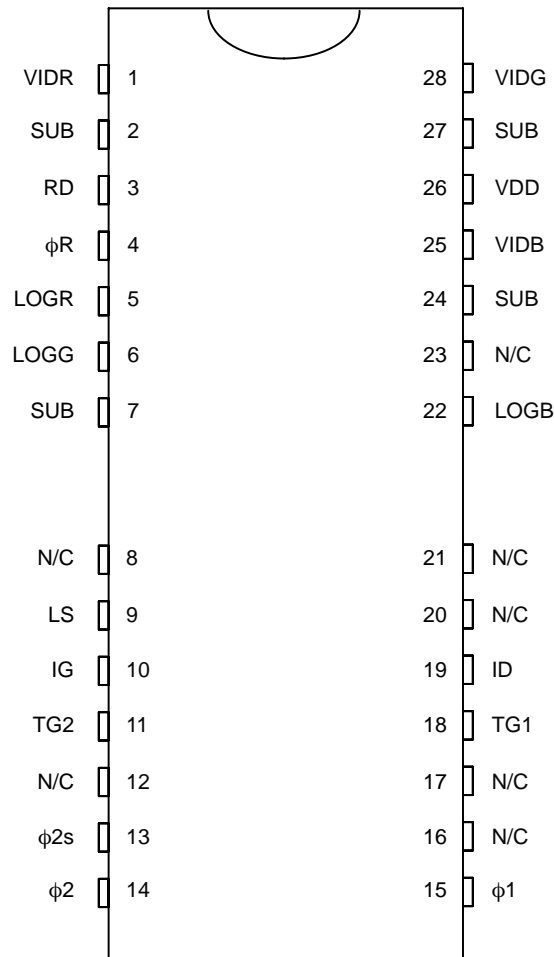 VIDR 1 28 VIDG
SUB 2 27 SUB
RD 3 26 VDD
ϕR 4 25 VIDB
LOGR 5 24 SUB
LOGG 6 23 N/C
SUB 7 22 LOGB
N/C 8 21 N/C
LS 9 20 N/C
IG 10 19 ID
TG2 11 18 TG1
N/C 12 17 N/C
ϕ2s 13 16 N/C
ϕ2 14 15 ϕ1